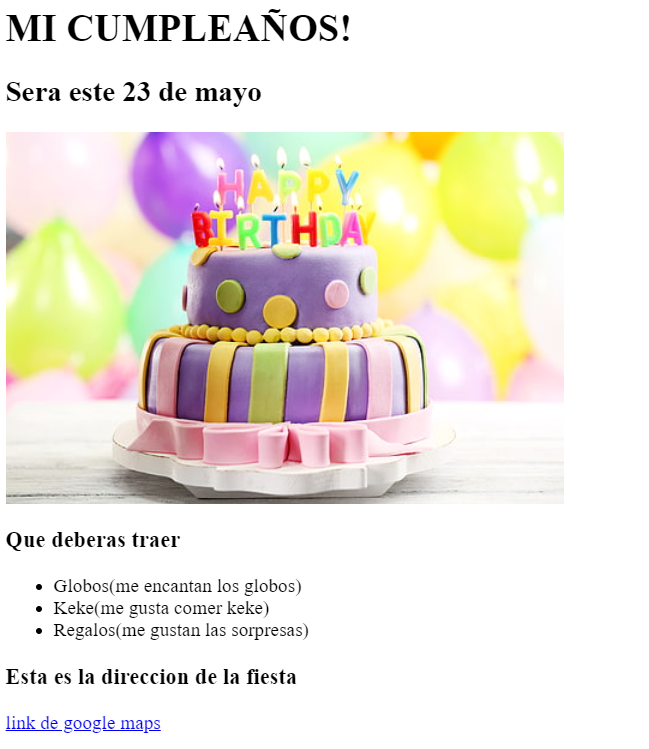 MI CUMPLEAÑOS!
Sera este 23 de mayo
HAPPY
BIRTHDAY
Que deberas traer
Globos(me encantan los globos)
Keke(me gusta comer keke)
Regalos(me gustan las sorpresas)
Esta es la direccion de la fiesta
link de google maps